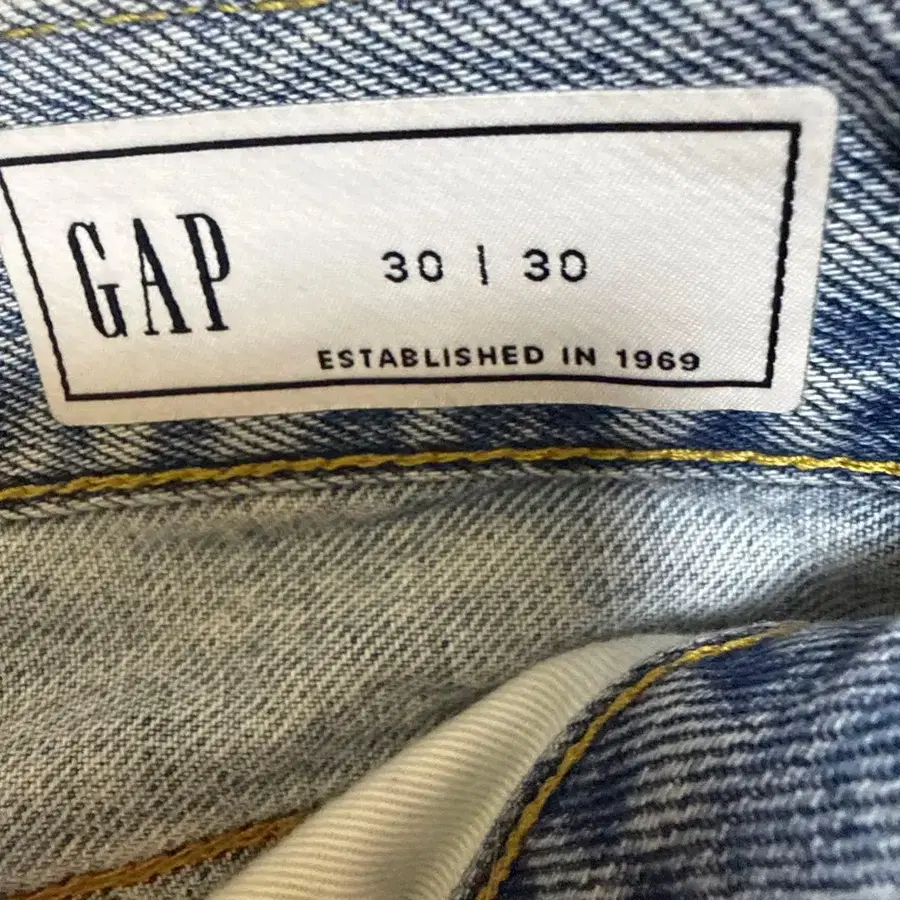 GAP
30 | 30
ESTABLISHED IN 1969